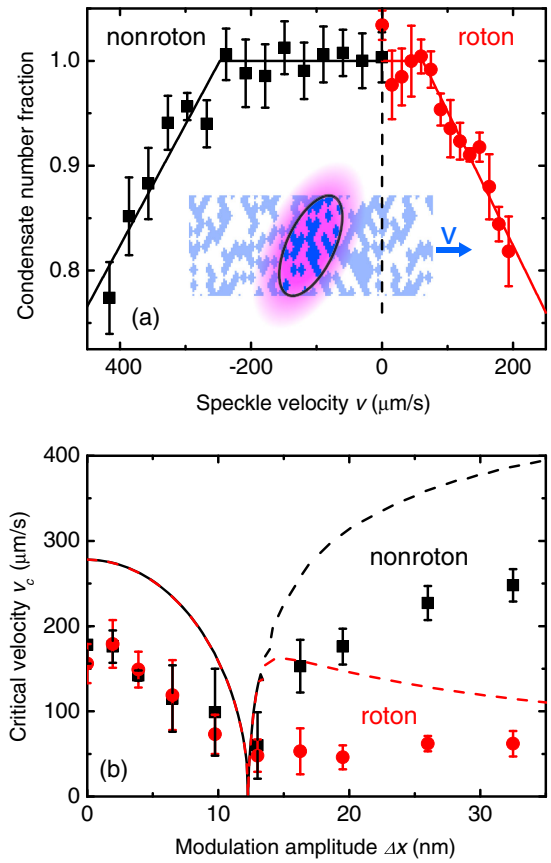 nonroton
roton
1.0
0.9
0.8
Condensate number fraction
V
(a)
450
-200
0
200
Speckle velocity v (μm/s)
400
300
200
100
0
Critical velocity v_c (μm/s)
nonroton
roton
(b)
0
10
20
30
Modulation amplitude Δx (nm)